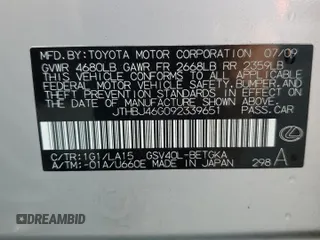 MFD.BY: TOYOTA MOTOR CORPORATION 07/09
GVWR 4680LB GAWR FR 2668LB RR 2359LB
THIS VEHICLE CONFORMS TO ALL APPLICABLE
FEDERAL MOTOR VEHICLE SAFETY, BUMPER, AND
THEFT PREVENTION STANDARDS IN EFFECT ON
THE DATE OF MANUFACTURE SHOWN ABOVE.
JTHBJ46G092339651 PASS.CAR
C/TR:1G1/LA15 GSV40L-BETGKA
A/TM:-01A/U66OE MADE IN JAPAN 298 A
DREAMBID